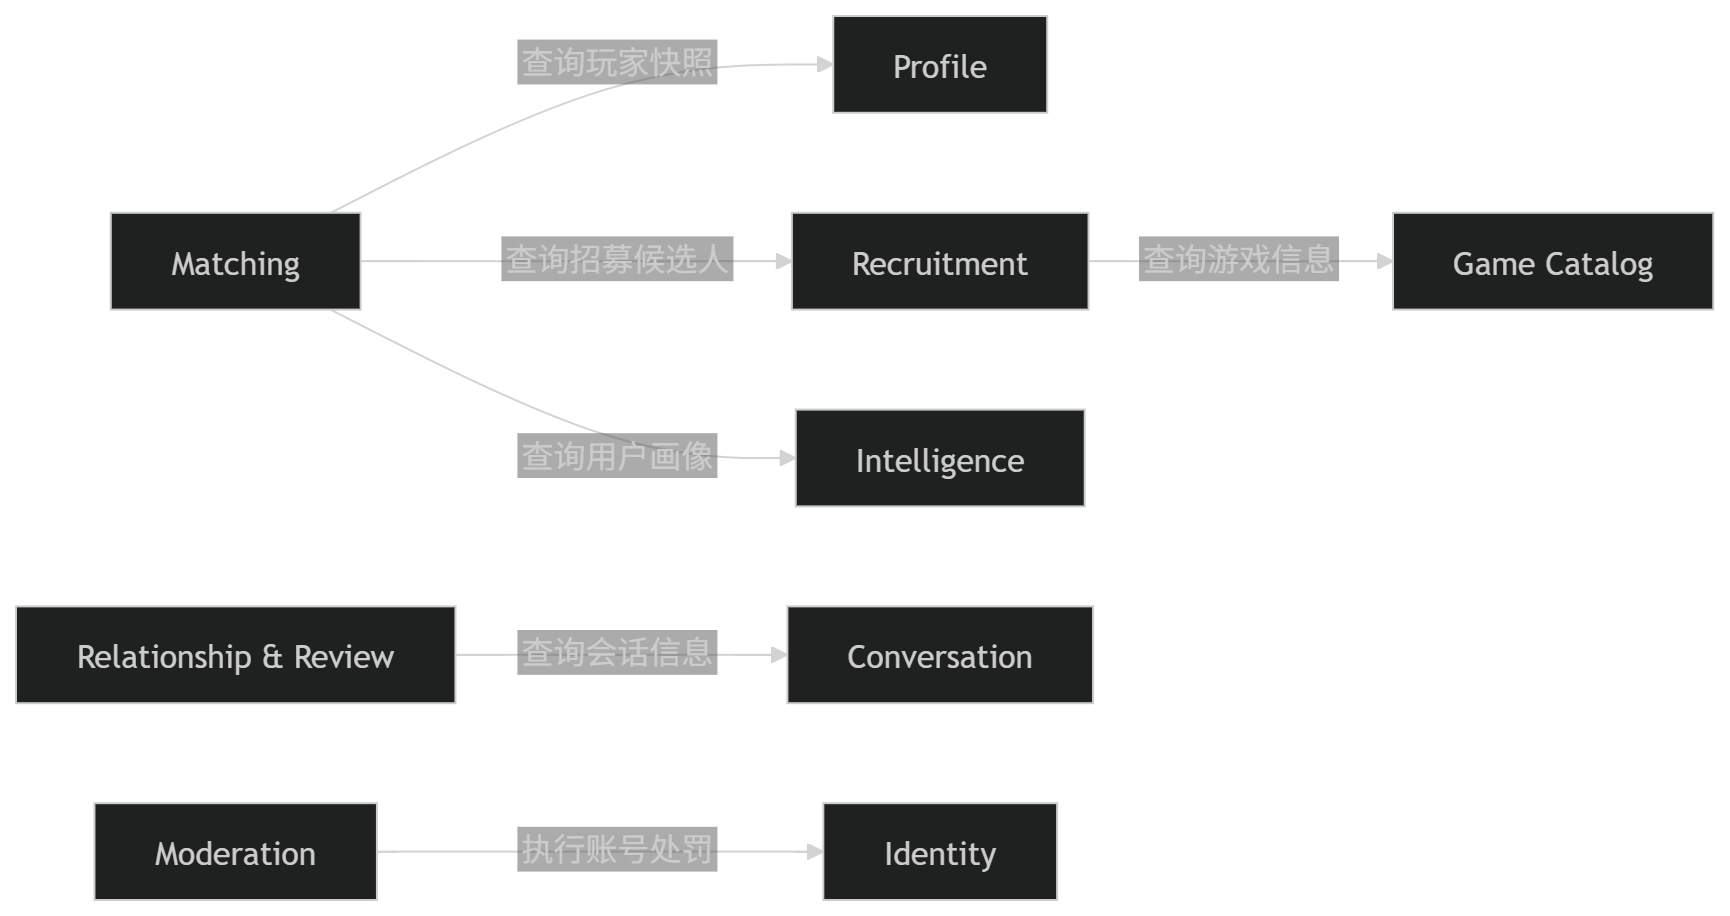 查询玩家快照
Profile
Matching
查询招募候选人
Recruitment
查询游戏信息
Game Catalog
查询用户画像
Intelligence
Relationship & Review
查询会话信息
Conversation
Moderation
执行账号处罚
Identity